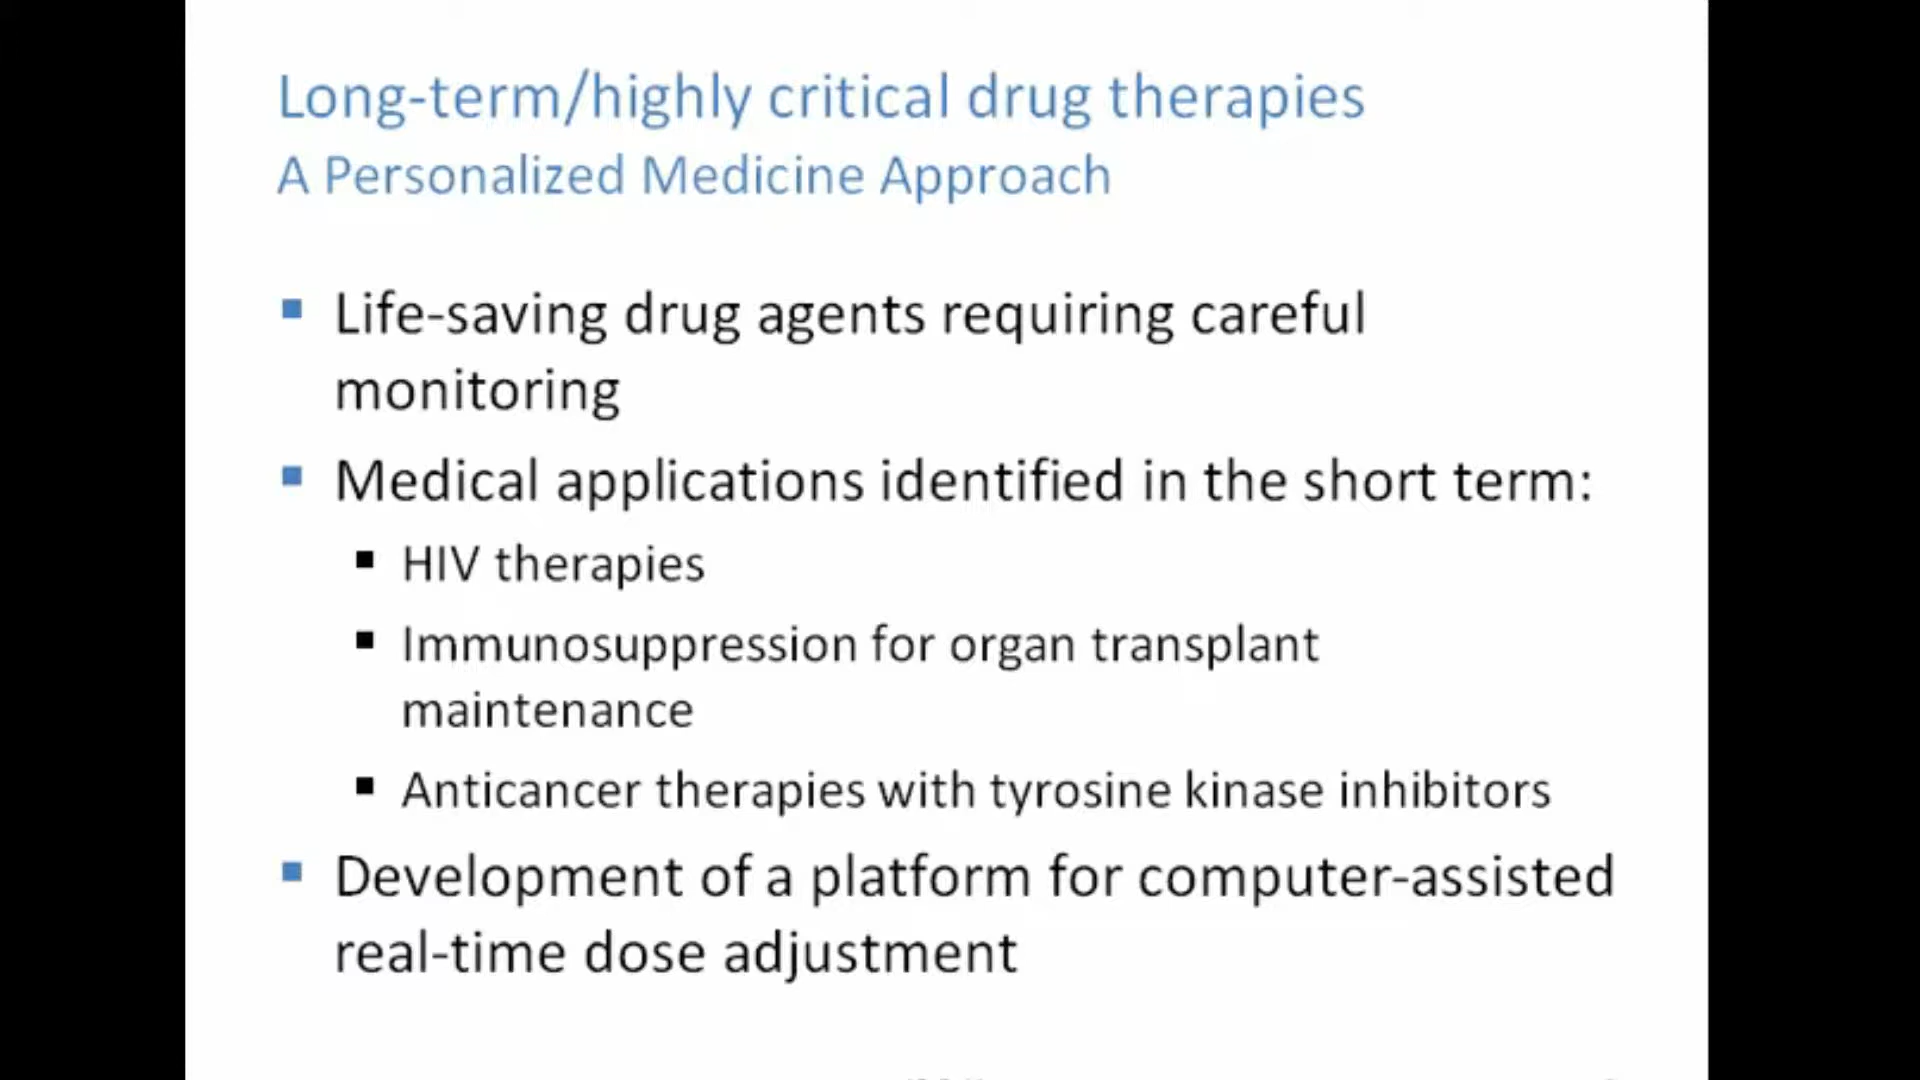 Long-term/highly critical drug therapies
A Personalized Medicine Approach
Life-saving drug agents requiring careful
monitoring
Medical applications identified in the short term:
HIV therapies
Immunosuppression for organ transplant
maintenance
Anticancer therapies with tyrosine kinase inhibitors
Development of a platform for computer-assisted
real-time dose adjustment